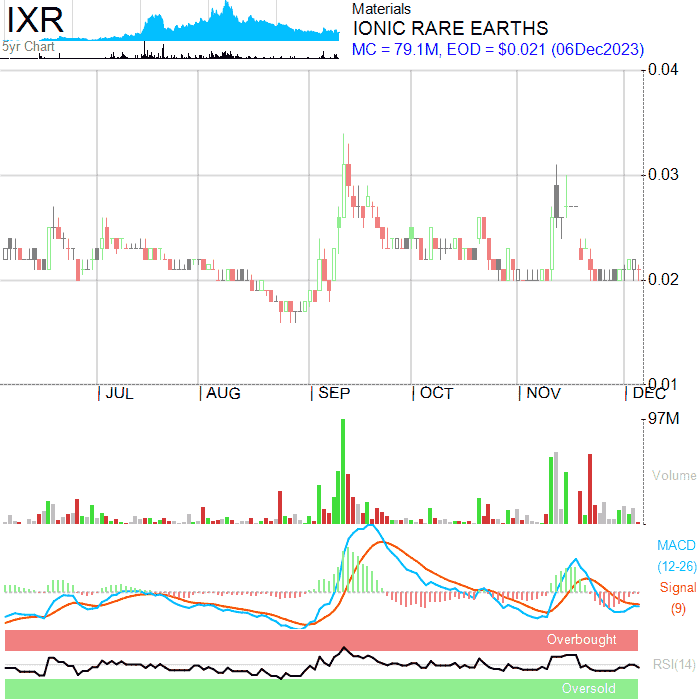 IXR
5yr Chart
Materials
IONIC RARE EARTHS
MC = 79.1M, EOD = $0.021 (06Dec2023)
0.04
0.03
0.02
0.01
JUL AUG SEP OCT NOV DEC
97M
Volume
MACD
(12-26)
Signal
(9)
Overbought
RSI(14)
Oversold